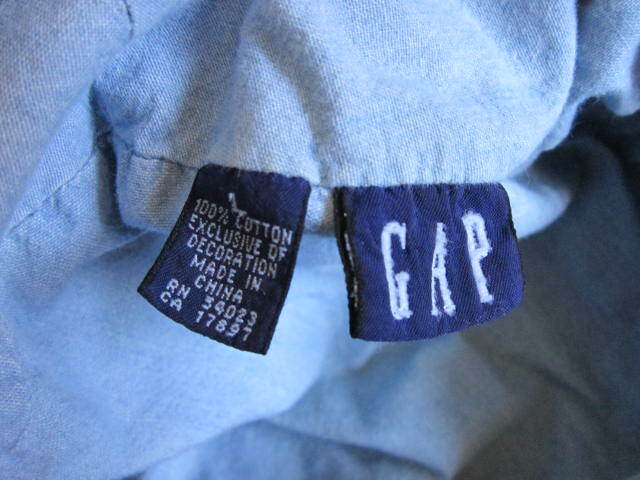 L
100% COTTON
EXCLUSIVE OF
DECORATION
MADE IN
CHINA
RN 54023
CA 17897
GAP